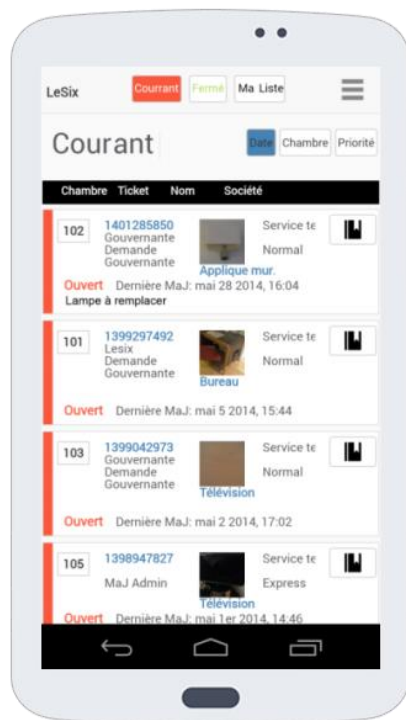 LeSix Courrant Fermé Ma Liste
Courant Date Chambre Priorité
Chambre Ticket Nom Société
102 1401285850 Service te
Gouvernante
Demande Normal
Gouvernante
Applique mur.
Ouvert Dernière MaJ: mai 28 2014, 16:04
Lampe à remplacer
101 1399297492 Service te
Lesix
Demande Normal
Gouvernante
Bureau
Ouvert Dernière MaJ: mai 5 2014, 15:44
103 1399042973 Service te
Gouvernante
Demande Normal
Gouvernante
Télévision
Ouvert Dernière MaJ: mai 2 2014, 17:02
105 1398947827 Service te
MaJ Admin Express
Télévision
Ouvert Dernière MaJ: mai 1er 2014, 14:46